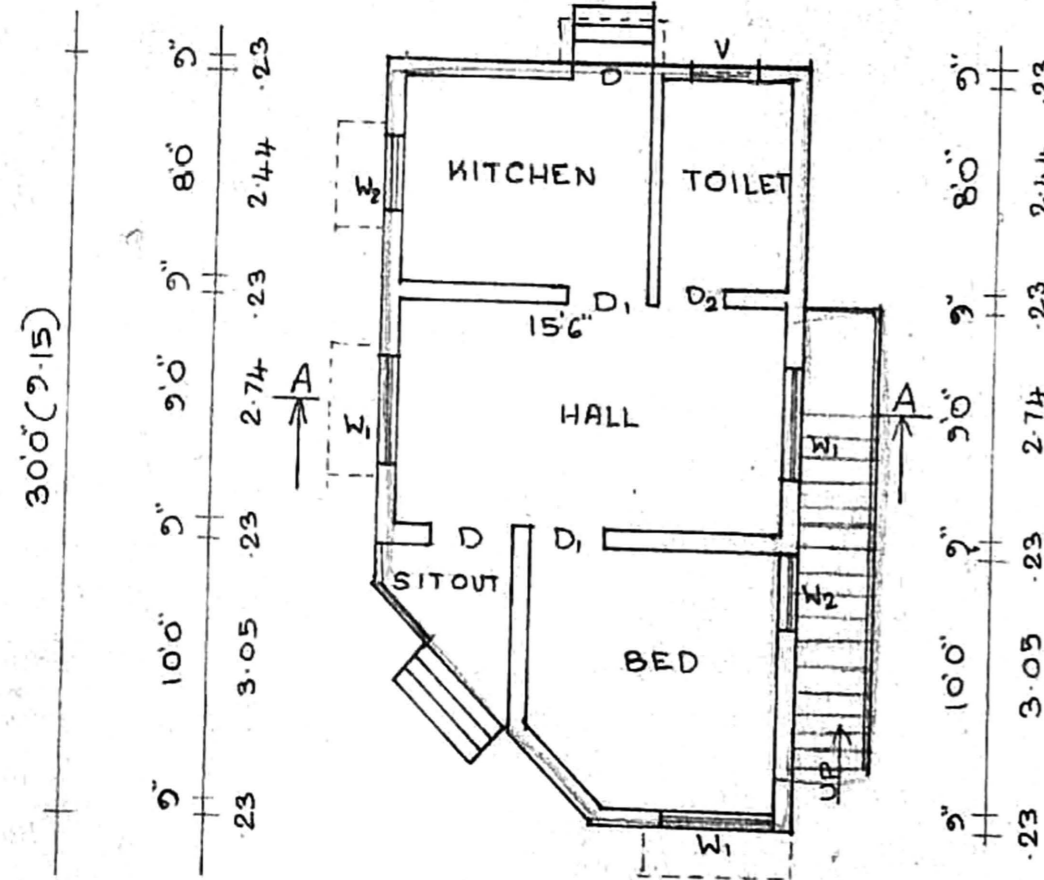 30'0" (9.15)
9"
8'0"
9"
9'0"
9"
10'0"
9"
.23
2.44
.23
2.74
.23
3.05
.23
D
V
KITCHEN
TOILET
W2
D1
D2
15'6"
A
W1
HALL
W1
A
D
D1
SITOUT
W2
BED
UP
W1
9"
8'0"
9"
9'0"
9"
10'0"
9"
.23
2.44
.23
2.74
.23
3.05
.23